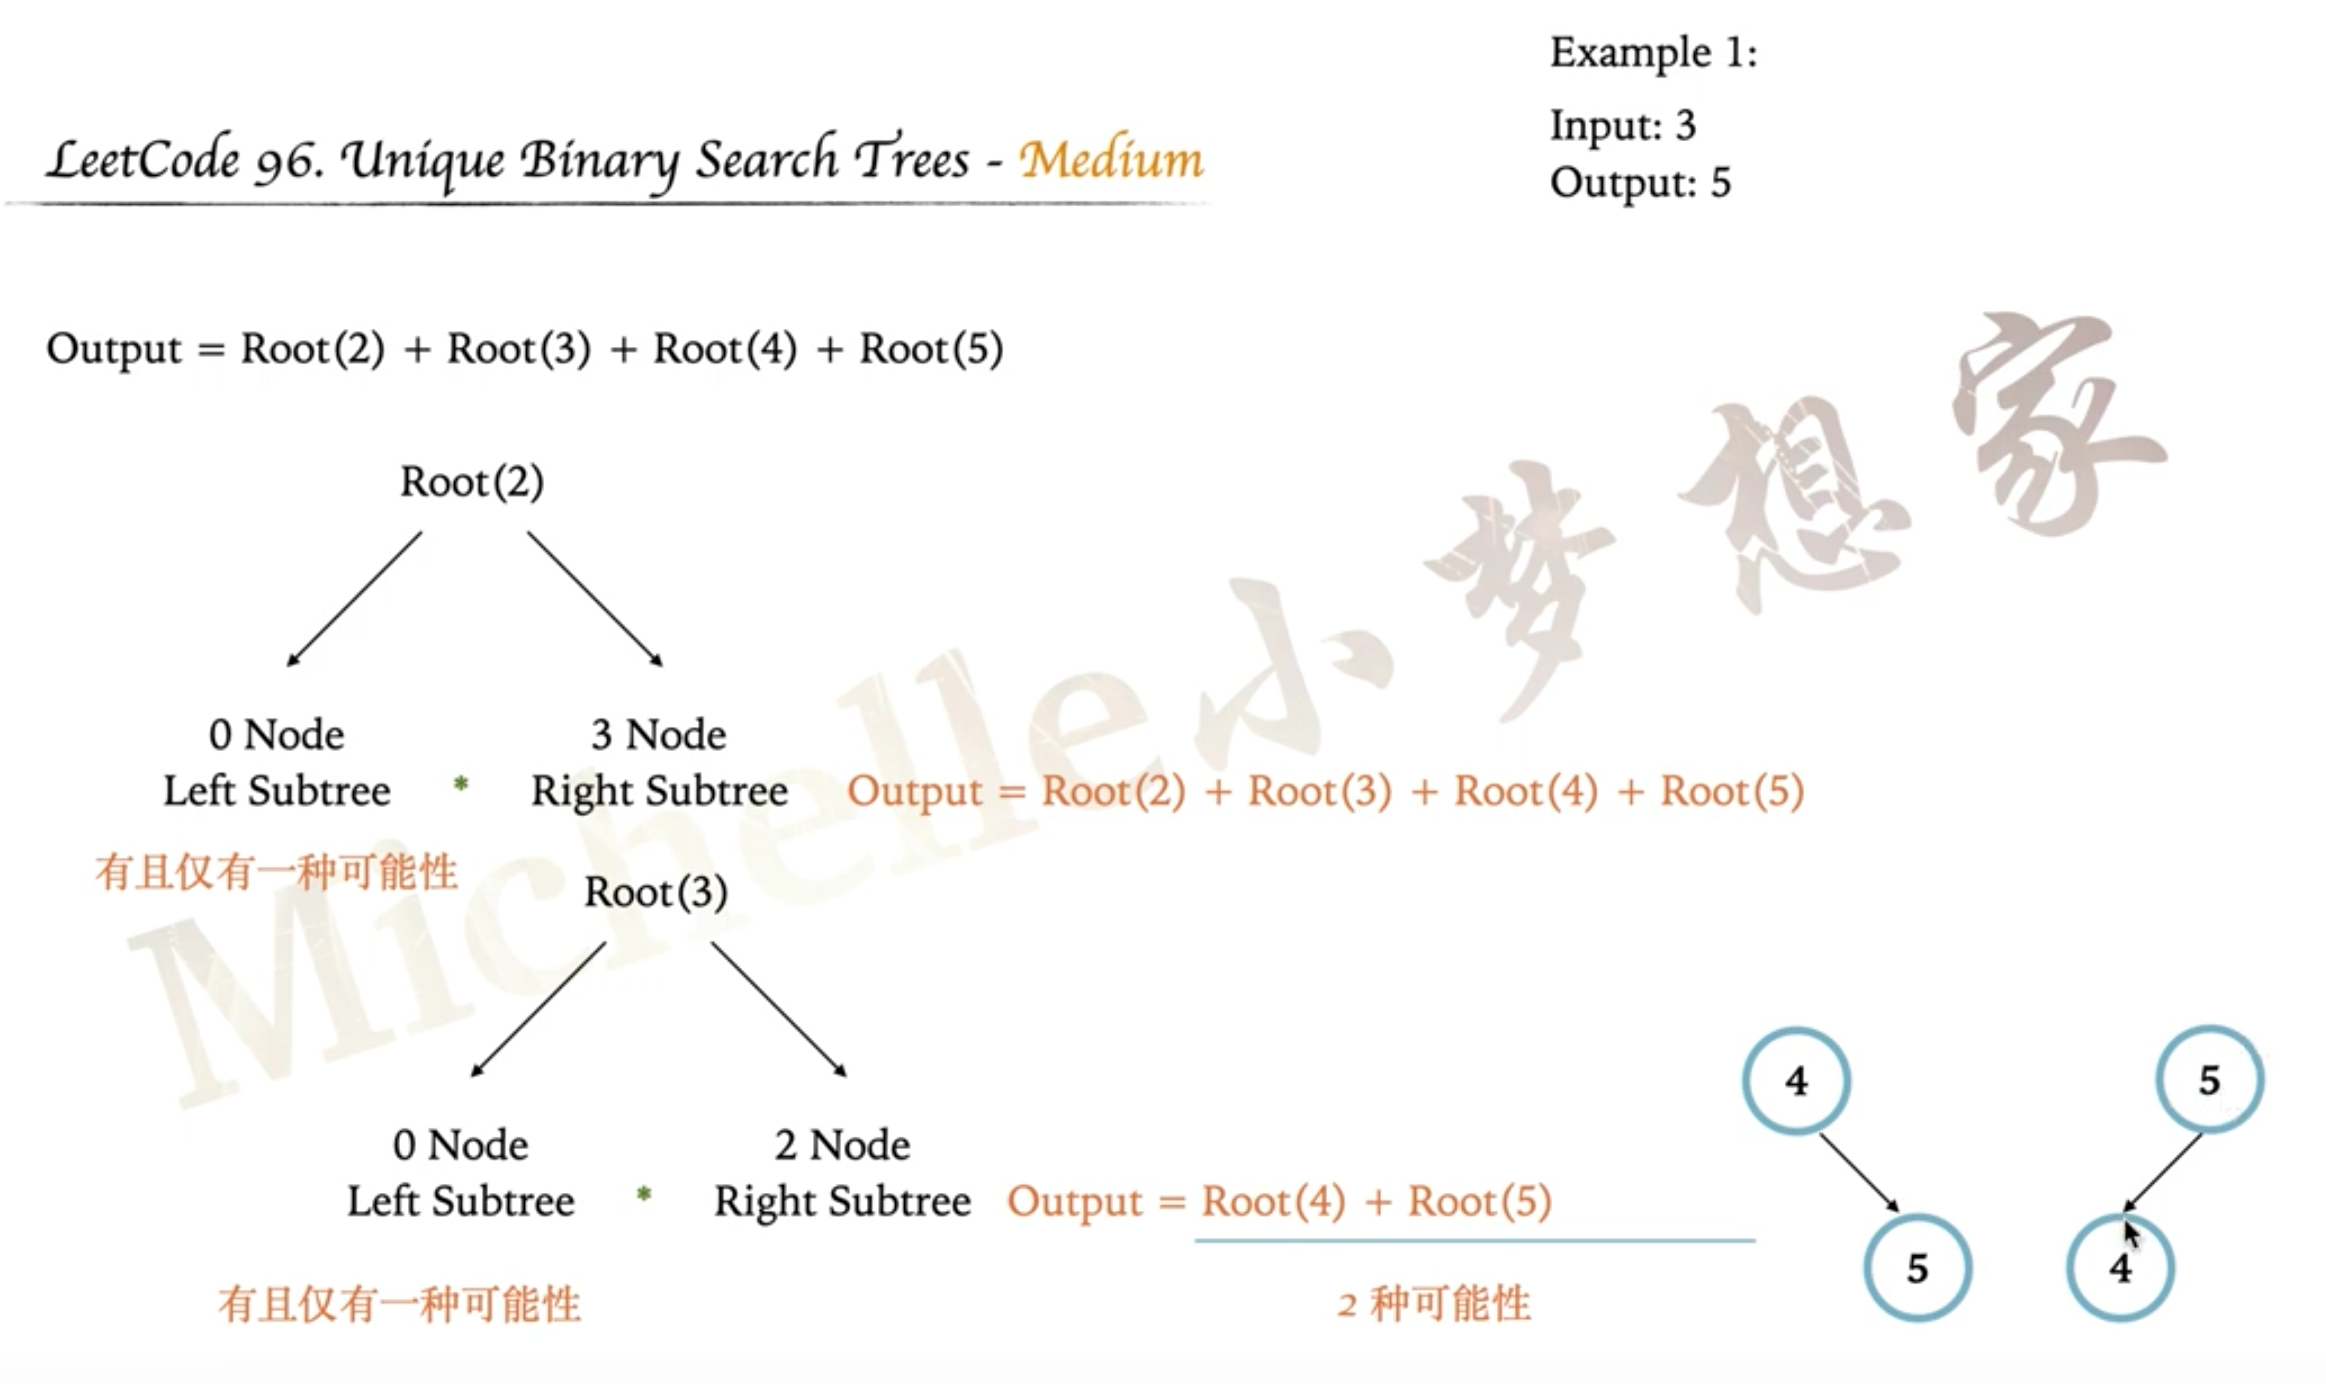 Example 1:
Input: 3
Output: 5
LeetCode 96. Unique Binary Search Trees - Medium
Output = Root(2) + Root(3) + Root(4) + Root(5)
Root(2)
0 Node
Left Subtree
*
3 Node
Right Subtree
Output = Root(2) + Root(3) + Root(4) + Root(5)
有且仅有一种可能性
Root(3)
0 Node
Left Subtree
*
2 Node
Right Subtree
Output = Root(4) + Root(5)
有且仅有一种可能性
2 种可能性
4
5
5
4
Michelle小梦想家